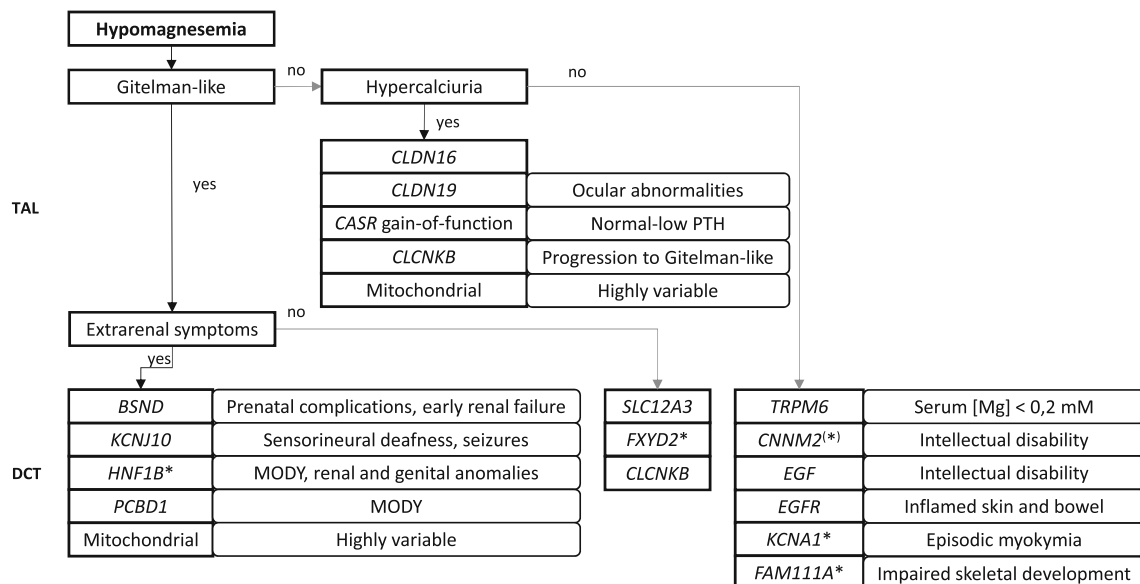 Hypomagnesemia
Gitelman-like
no
Hypercalciuria
no
yes
yes
TAL
CLDN16
CLDN19 Ocular abnormalities
CASR gain-of-function Normal-low PTH
CLCNKB Progression to Gitelman-like
Mitochondrial Highly variable
Extrarenal symptoms
no
yes
DCT
BSND Prenatal complications, early renal failure
KCNJ10 Sensorineural deafness, seizures
HNF1B* MODY, renal and genital anomalies
PCBD1 MODY
Mitochondrial Highly variable
SLC12A3
FXYD2*
CLCNKB
TRPM6 Serum [Mg] < 0,2 mM
CNNM2(*) Intellectual disability
EGF Intellectual disability
EGFR Inflamed skin and bowel
KCNA1* Episodic myokymia
FAM111A* Impaired skeletal development